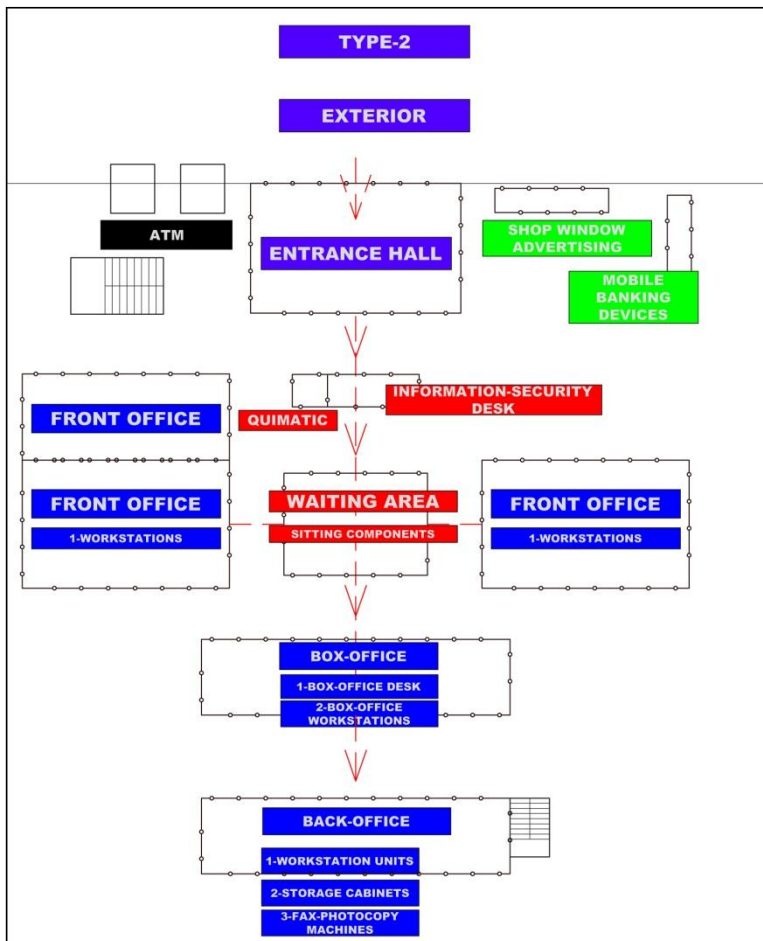 TYPE-2
EXTERIOR
ATM
ENTRANCE HALL
SHOP WINDOW
ADVERTISING
MOBILE
BANKING
DEVICES
INFORMATION-SECURITY
DESK
QUIMATIC
FRONT OFFICE
FRONT OFFICE
1-WORKSTATIONS
WAITING AREA
SITTING COMPONENTS
FRONT OFFICE
1-WORKSTATIONS
BOX-OFFICE
1-BOX-OFFICE DESK
2-BOX-OFFICE
WORKSTATIONS
BACK-OFFICE
1-WORKSTATION UNITS
2-STORAGE CABINETS
3-FAX-PHOTOCOPY
MACHINES